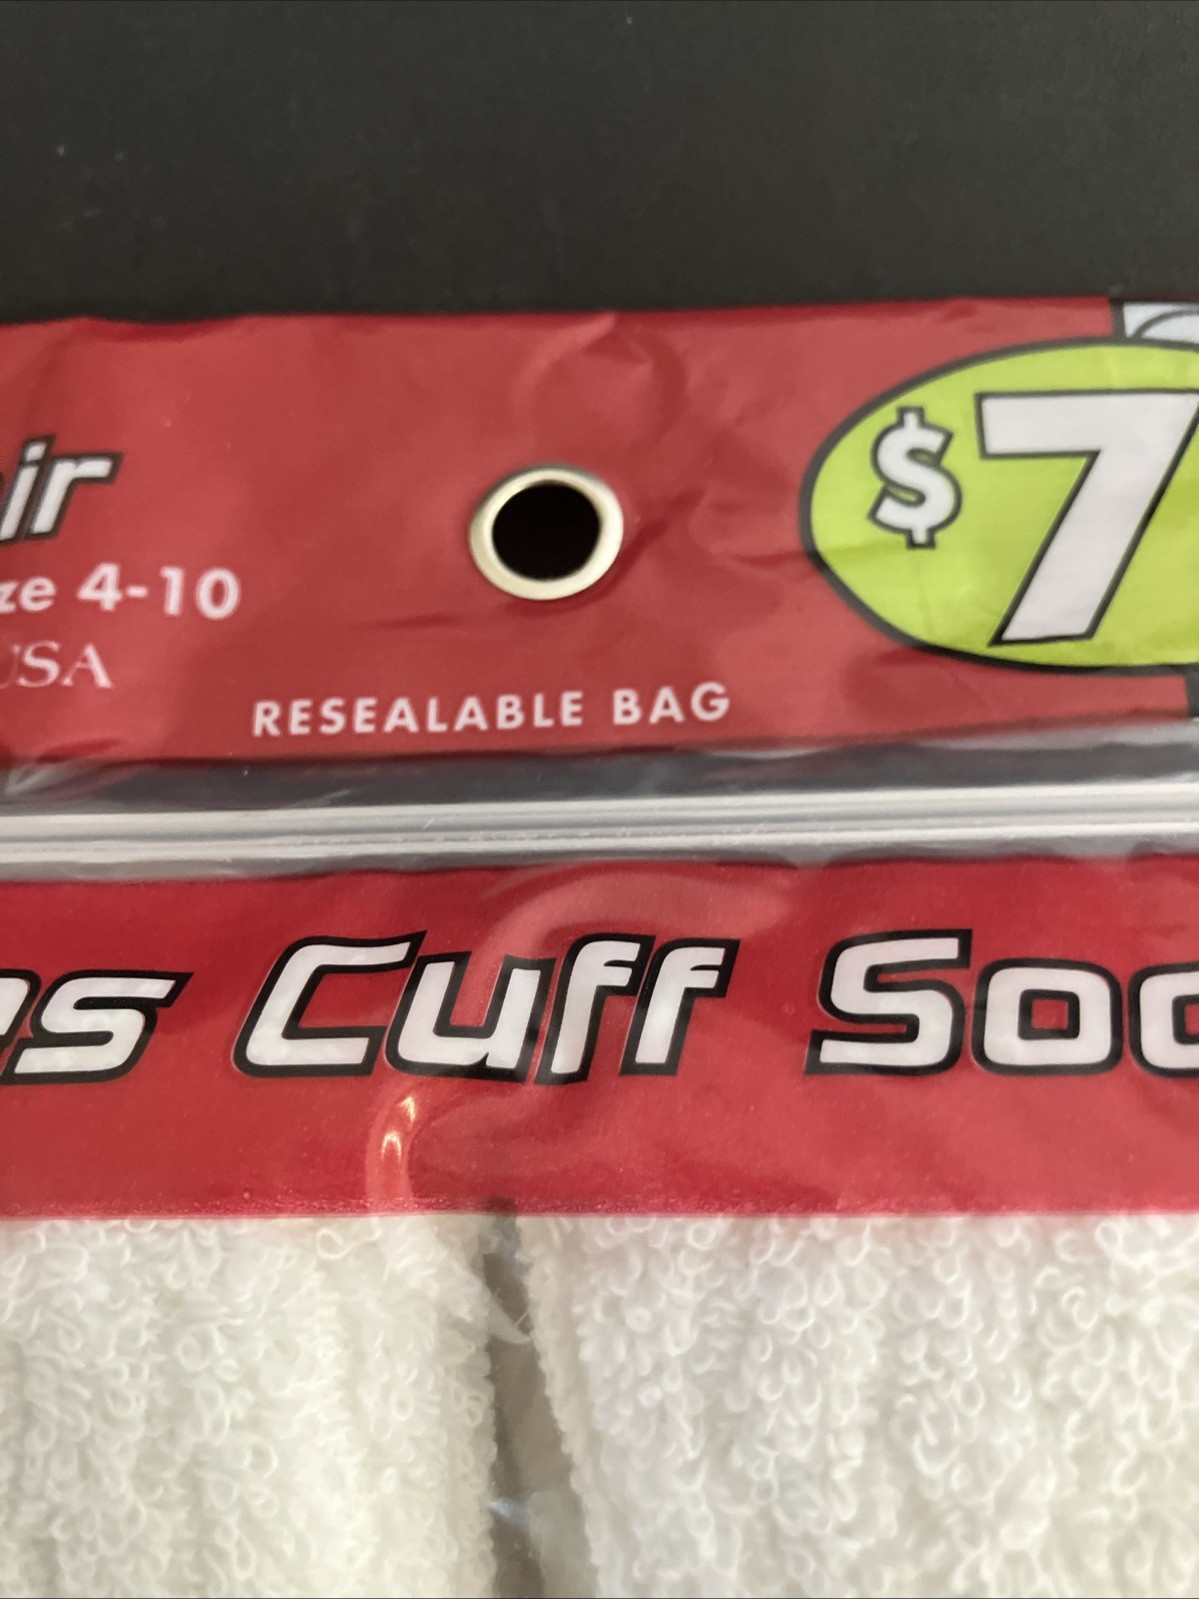 ir
ze 4-10
USA
$7
RESEALABLE BAG
es Cuff Soc